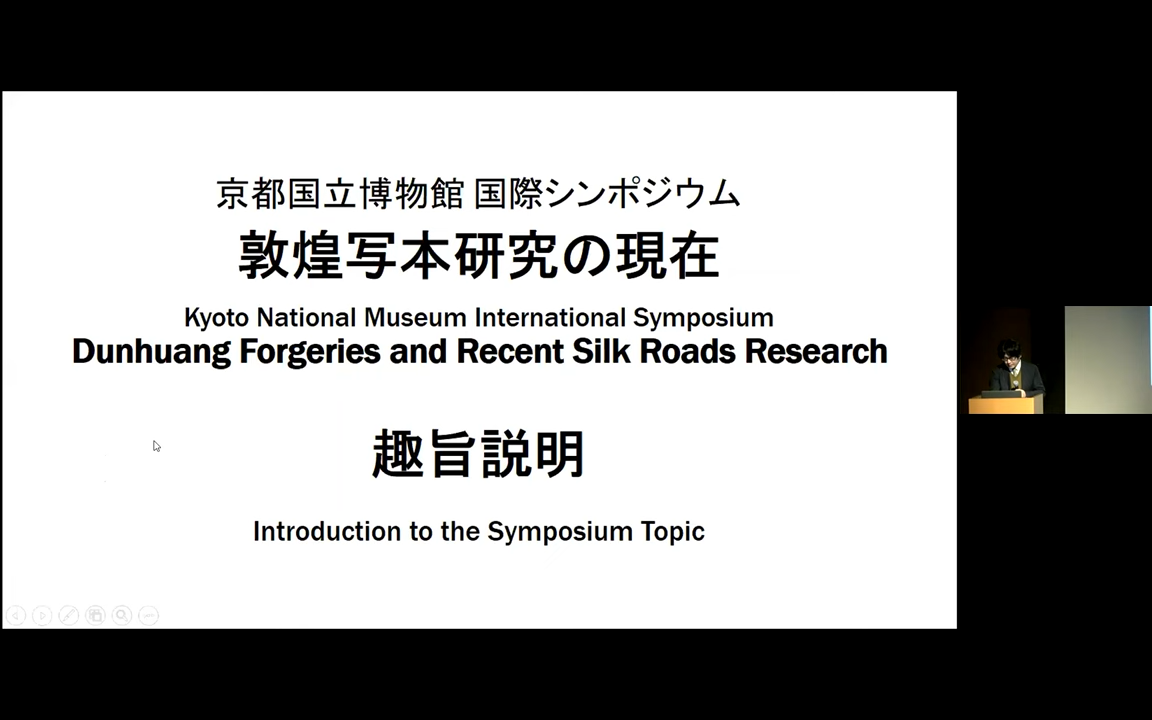 京都国立博物館 国際シンポジウム
敦煌写本研究の現在
Kyoto National Museum International Symposium
Dunhuang Forgeries and Recent Silk Roads Research
趣旨説明
Introduction to the Symposium Topic